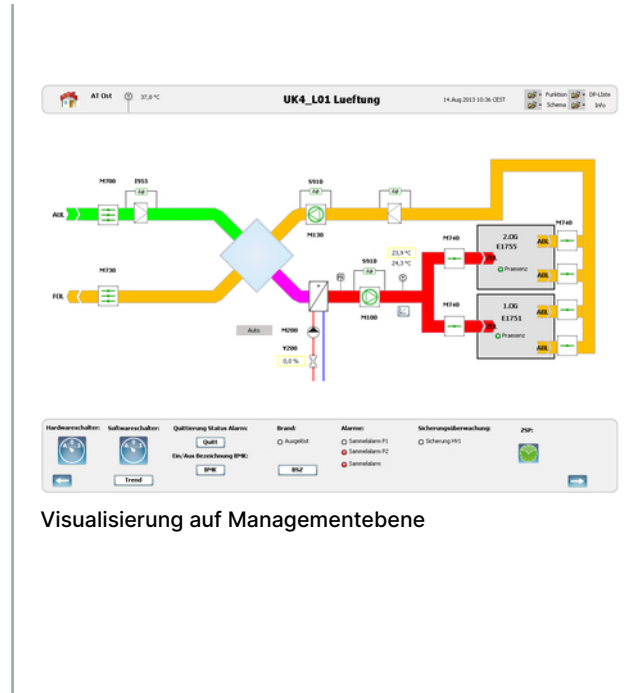 AT Ost 37,8 °C UK4_L01 Lueftung 14.Aug 2013 10:36 CEST Funktion DP-Liste
Schema Info
M700 I955 S910
AUL
M130
M740
M740 2.OG
E1755 ABL
Praesenz
ABL
23,9 °C
24,3 °C
S910
M730
FOL
M100
M740 1.OG
E1751 ABL
Praesenz
ABL
Auto M200
Y200
0,0 %
Hardwareschalter: Softwareschalter: Quittierung Status Alarm: Brand: Alarme: Sicherungsüberwachung: ZSP:
Quitt Ausgelöst Sammelalarm P1 Sicherung HV1
Ein/Aus Bezeichnung BMK: Sammelalarm P2
BMK BSZ Sammelalarm
Trend
Visualisierung auf Managementebene